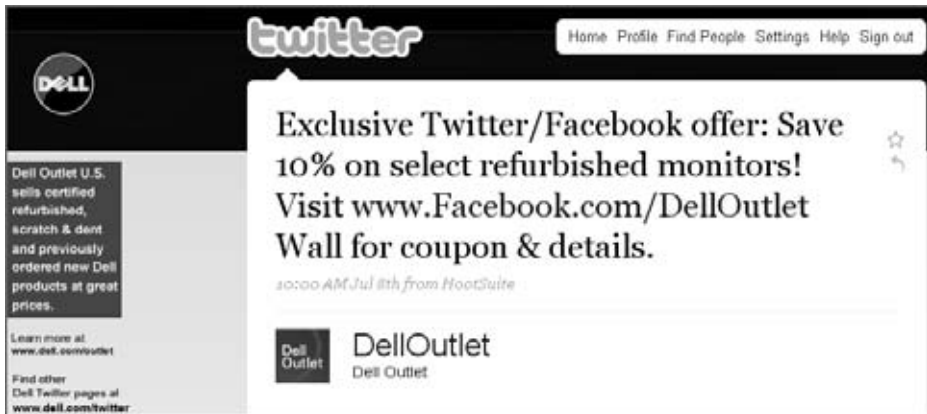 twitter
Home Profile Find People Settings Help Sign out
DELL
Exclusive Twitter/Facebook offer: Save
10% on select refurbished monitors!
Visit www.Facebook.com/DellOutlet
Wall for coupon & details.
10:00 AM Jul 8th from HootSuite
Dell
Outlet
DellOutlet
Dell Outlet
Dell Outlet U.S.
sells certified
refurbished,
scratch & dent
and previously
ordered new Dell
products at great
prices.
Learn more at
www.dell.com/outlet
Find other
Dell Twitter pages at
www.dell.com/twitter